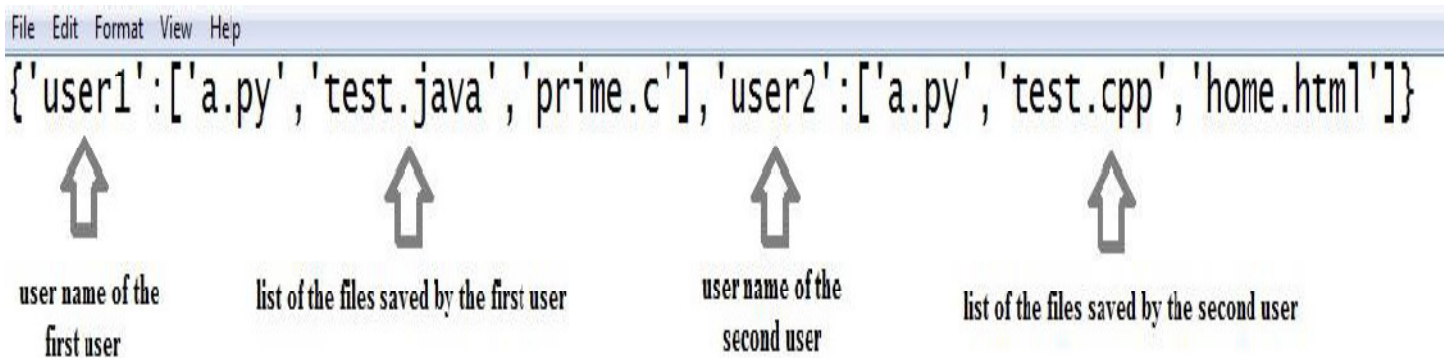 File Edit Format View Help
{'user1':['a.py','test.java','prime.c'],'user2':['a.py','test.cpp','home.html']}
user name of the
first user
list of the files saved by the first user
user name of the
second user
list of the files saved by the second user